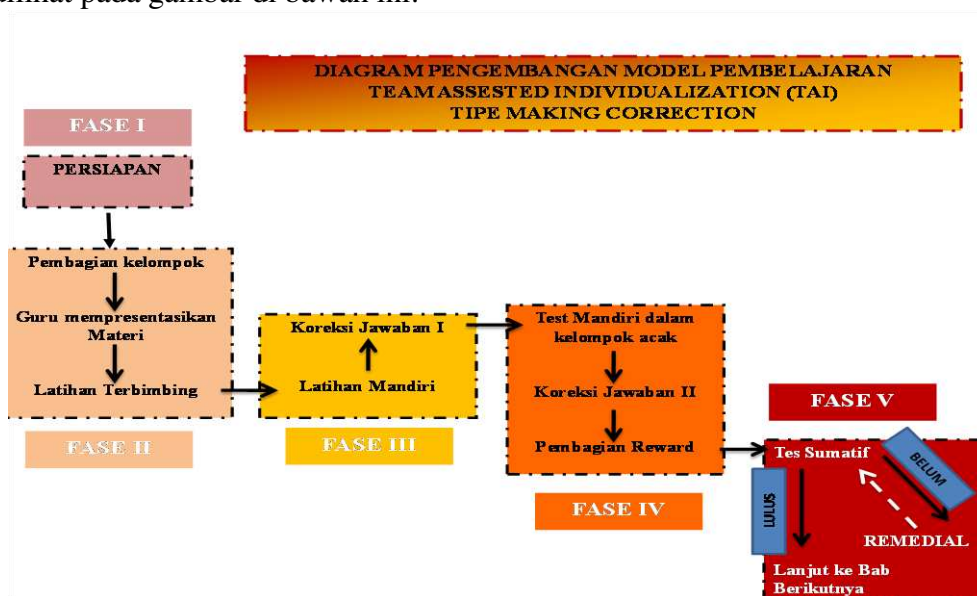 DIAGRAM PENGEMBANGAN MODEL PEMBELAJARAN
TEAM ASSESTED INDIVIDUALIZATION (TAI)
TIPE MAKING CORRECTION
FASE I
PERSIAPAN
Pembagian kelompok
Guru mempresentasikan
Materi
Latihan Terbimbing
FASE II
Koreksi Jawaban I
Latihan Mandiri
FASE III
Test Mandiri dalam
kelompok acak
Koreksi Jawaban II
Pembagian Reward
FASE IV
FASE V
Tes Sumatif
BELUM
LULUS
REMEDIAL
Lanjut ke Bab
Berikutnya